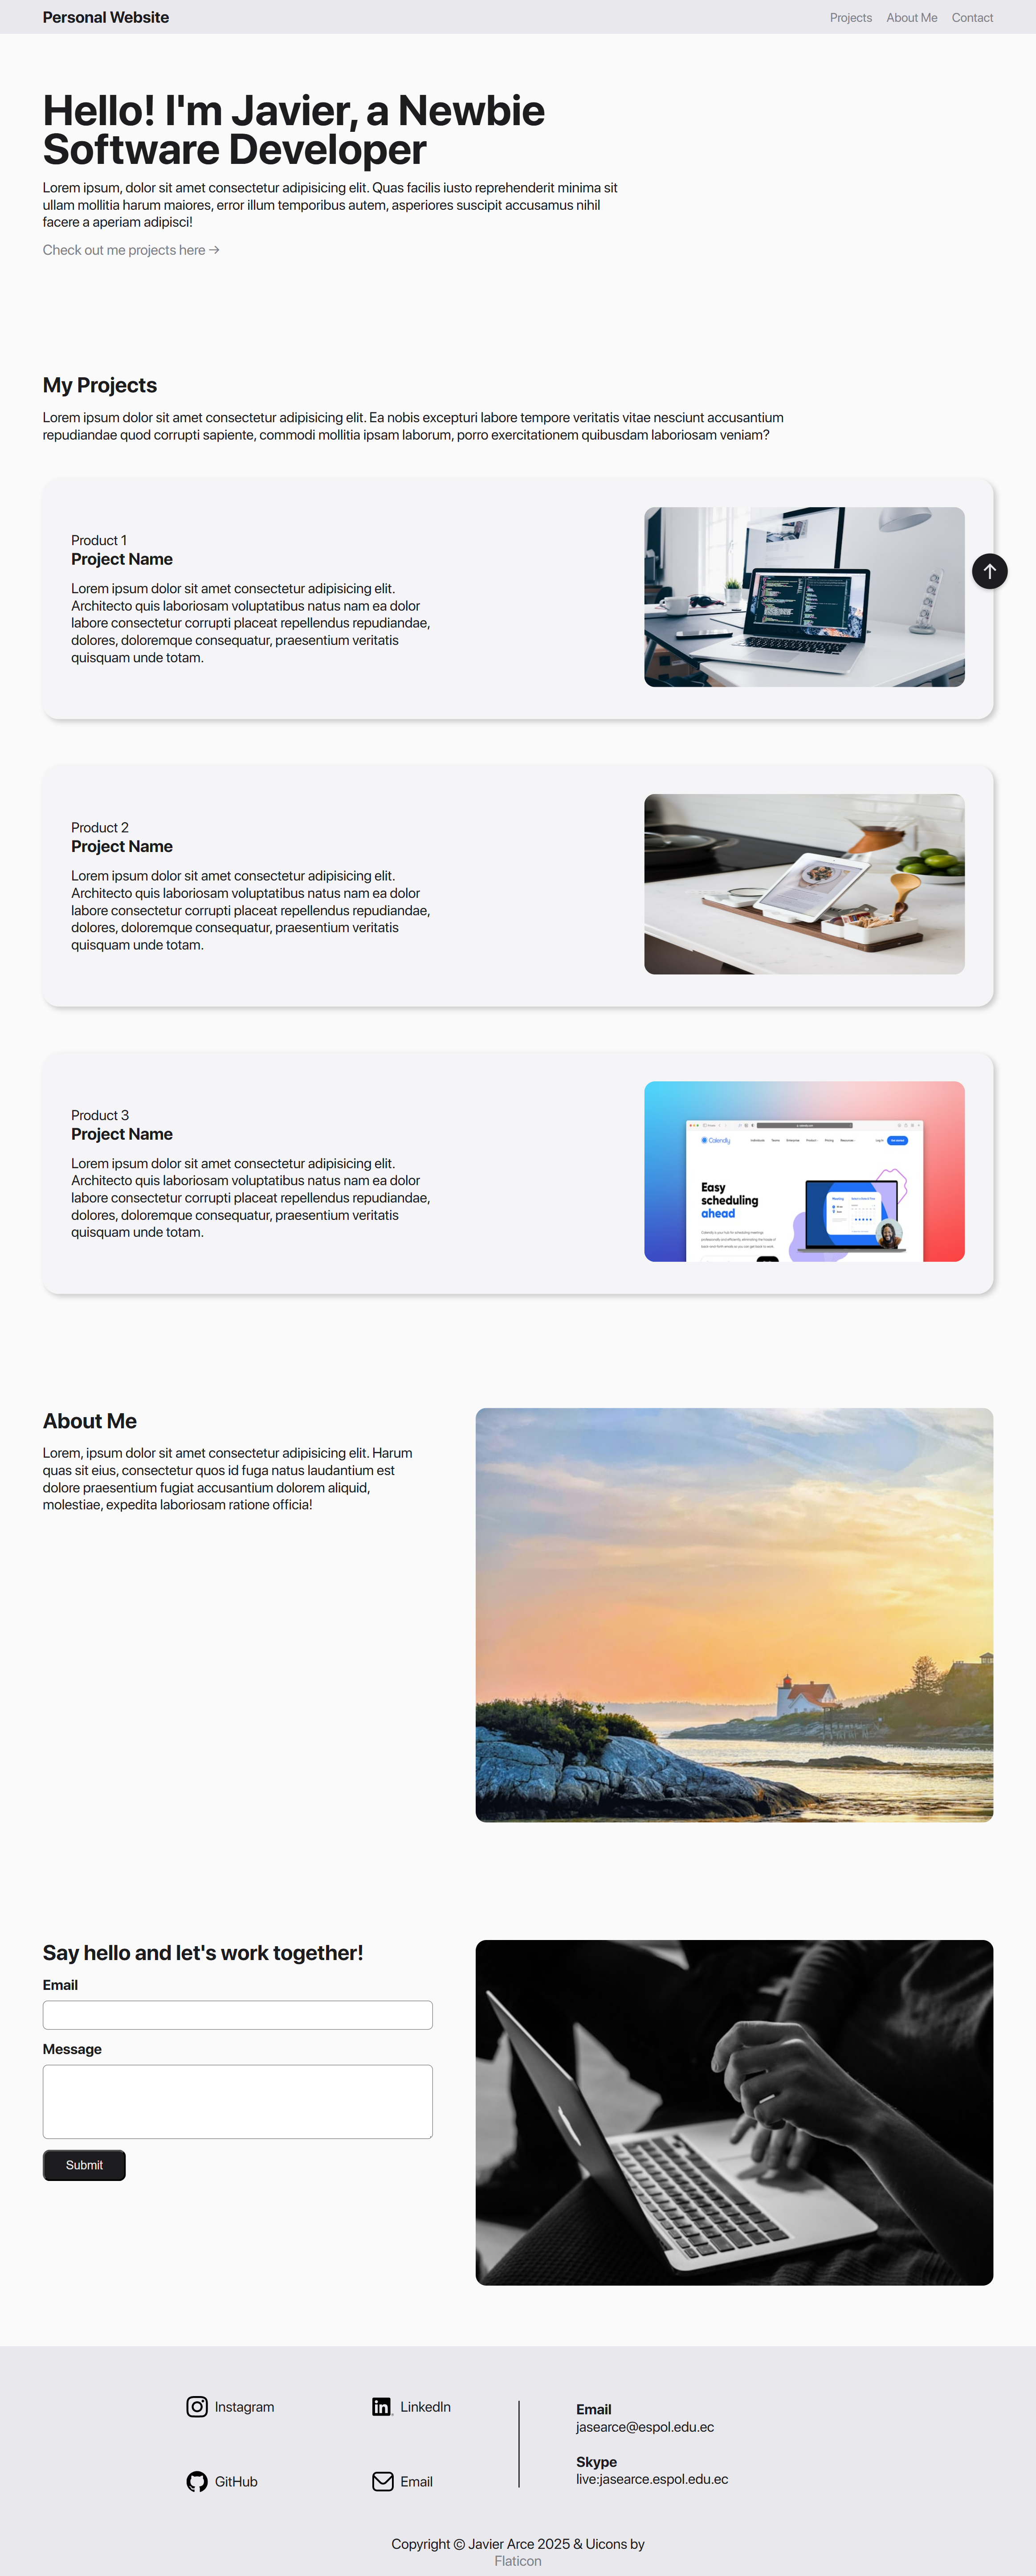 Personal Website
Projects About Me Contact
Hello! I'm Javier, a Newbie
Software Developer
Lorem ipsum, dolor sit amet consectetur adipisicing elit. Quas facilis iusto reprehenderit minima sit
ullam mollitia harum maiores, error illum temporibus autem, asperiores suscipit accusamus nihil
facere a aperiam adipisci!
Check out me projects here →
My Projects
Lorem ipsum dolor sit amet consectetur adipisicing elit. Ea nobis excepturi labore tempore veritatis vitae nesciunt accusantium
repudiandae quod corrupti sapiente, commodi mollitia ipsam laborum, porro exercitationem quibusdam laboriosam veniam?
Product 1
Project Name
Lorem ipsum dolor sit amet consectetur adipisicing elit.
Architecto quis laboriosam voluptatibus natus nam ea dolor
labore consectetur corrupti placeat repellendus repudiandae,
dolores, doloremque consequatur, praesentium veritatis
quisquam unde totam.
Product 2
Project Name
Lorem ipsum dolor sit amet consectetur adipisicing elit.
Architecto quis laboriosam voluptatibus natus nam ea dolor
labore consectetur corrupti placeat repellendus repudiandae,
dolores, doloremque consequatur, praesentium veritatis
quisquam unde totam.
Product 3
Project Name
Lorem ipsum dolor sit amet consectetur adipisicing elit.
Architecto quis laboriosam voluptatibus natus nam ea dolor
labore consectetur corrupti placeat repellendus repudiandae,
dolores, doloremque consequatur, praesentium veritatis
quisquam unde totam.
Calendly
Easy
scheduling
ahead
About Me
Lorem, ipsum dolor sit amet consectetur adipisicing elit. Harum
quas sit eius, consectetur quos id fuga natus laudantium est
dolore praesentium fugiat accusantium dolorem aliquid,
molestiae, expedita laboriosam ratione officia!
Say hello and let's work together!
Email
Message
Submit
Instagram
LinkedIn
GitHub
Email
Email
jasearce@espol.edu.ec
Skype
live:jasearce.espol.edu.ec
Copyright © Javier Arce 2025 & Uicons by
Flaticon